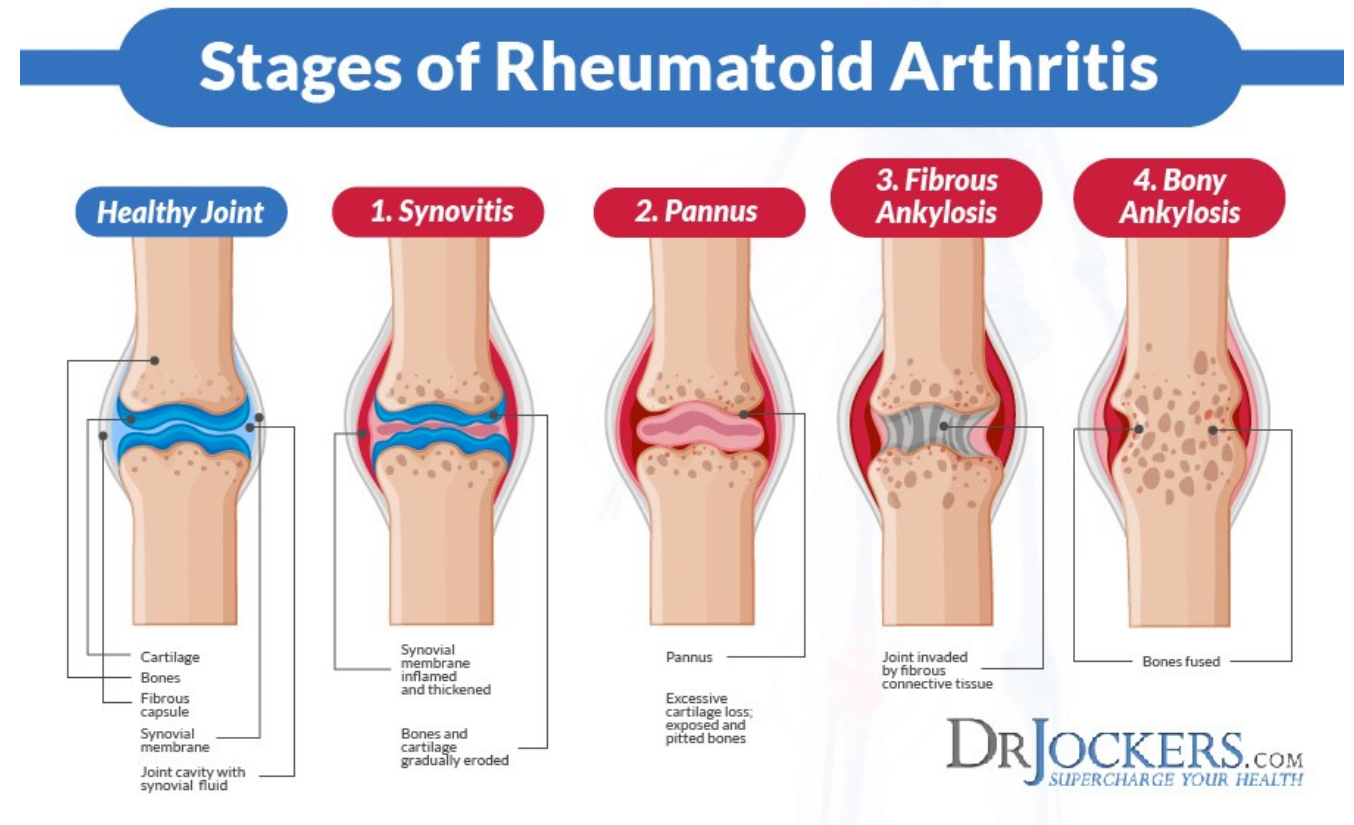 Stages of Rheumatoid Arthritis
Healthy Joint
1. Synovitis
2. Pannus
3. Fibrous
Ankylosis
4. Bony
Ankylosis
Cartilage
Bones
Fibrous
capsule
Synovial
membrane
Joint cavity with
synovial fluid
Synovial
membrane
inflamed
and thickened
Bones and
cartilage
gradually eroded
Pannus
Excessive
cartilage loss;
exposed and
pitted bones
Joint invaded
by fibrous
connective tissue
Bones fused
DRJOCKERS.COM
SUPERCHARGE YOUR HEALTH